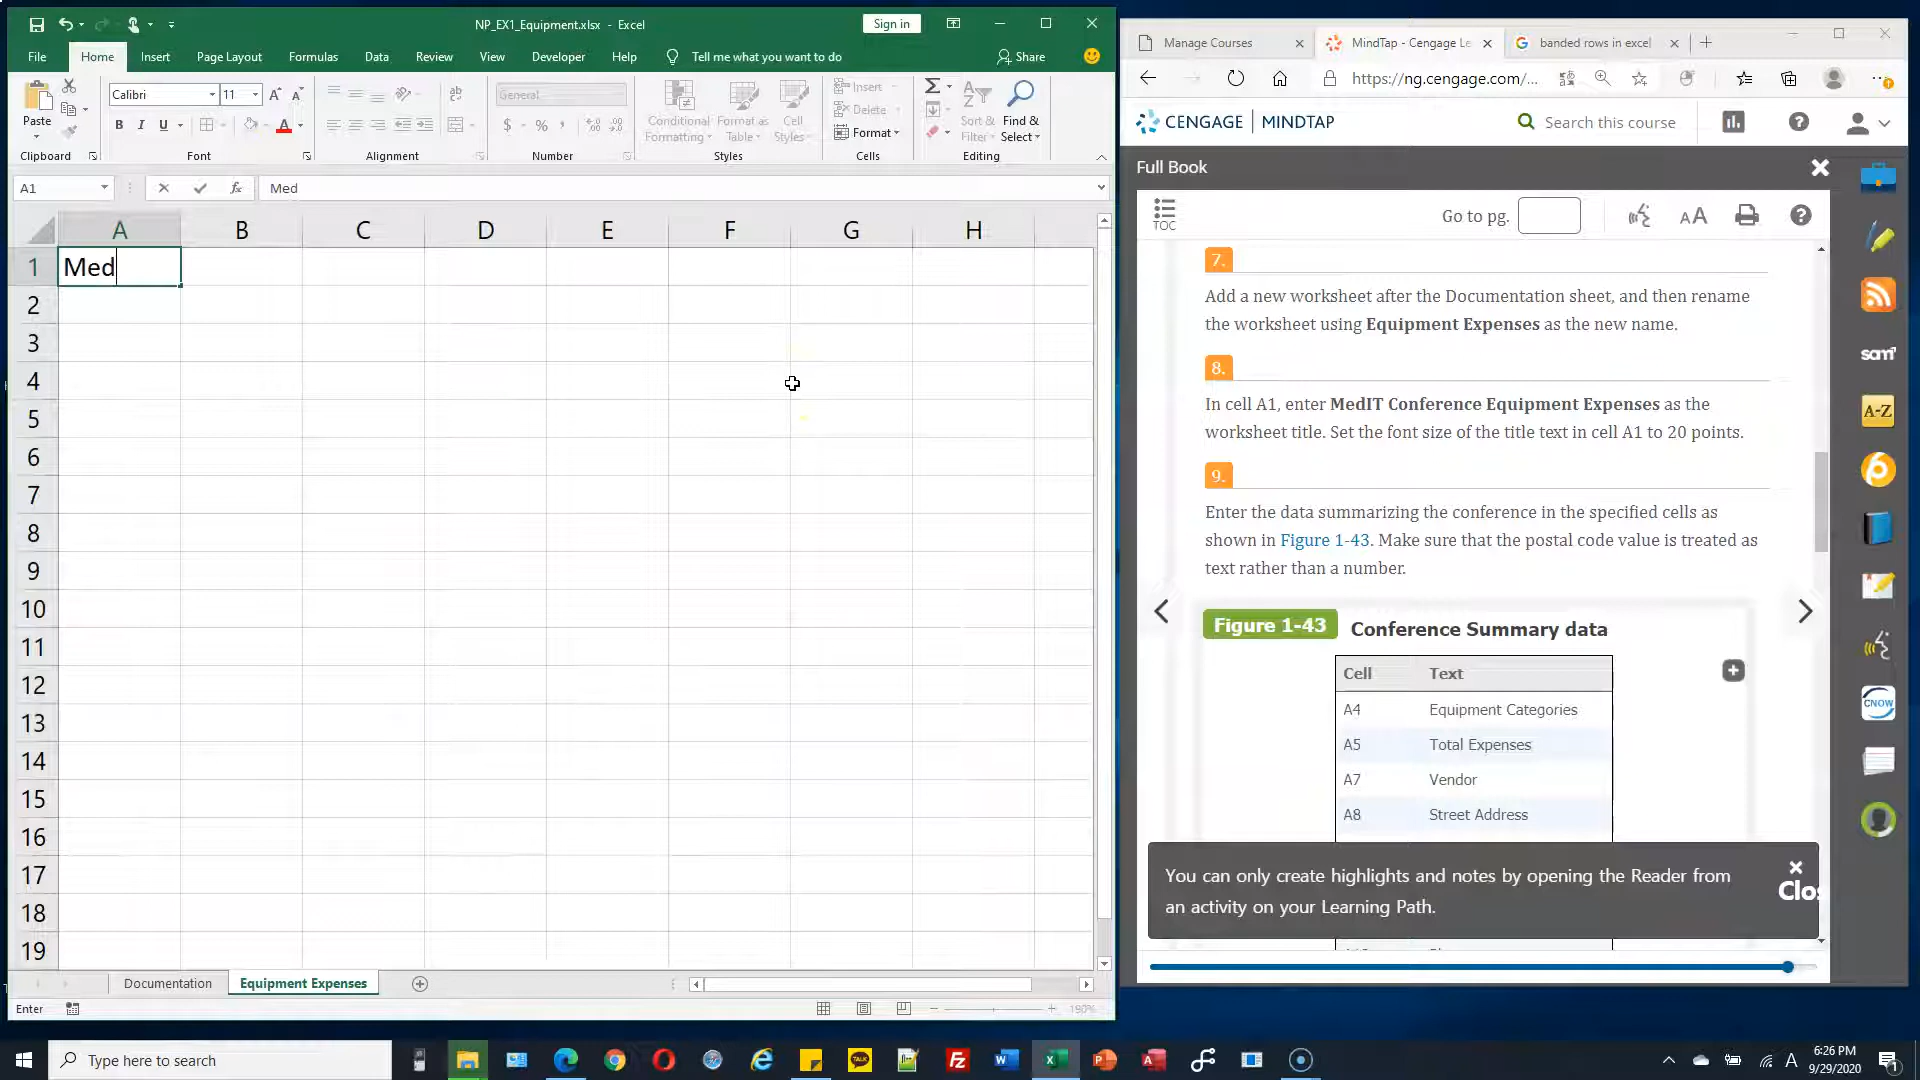 NP_EX1_Equipment.xlsx - Excel
Sign in
File Home Insert Page Layout Formulas Data Review View Developer Help Tell me what you want to do Share
Paste
Calibri 11
B I U
General
$ %
Conditional Formatting
Format as Table
Cell Styles
Insert
Delete
Format
Sort & Filter
Find & Select
Clipboard Font Alignment Number Styles Cells Editing
A1
fx
Med
A B C D E F G H
1 Med
2
3
4
5
6
7
8
9
10
11
12
13
14
15
16
17
18
19
Documentation Equipment Expenses
Enter
190%
Manage Courses
MindTap - Cengage Le
banded rows in excel
https://ng.cengage.com/...
CENGAGE MINDTAP
Search this course
Full Book
TOC
Go to pg.
AA
7.
Add a new worksheet after the Documentation sheet, and then rename
the worksheet using Equipment Expenses as the new name.
8.
In cell A1, enter MedIT Conference Equipment Expenses as the
worksheet title. Set the font size of the title text in cell A1 to 20 points.
9.
Enter the data summarizing the conference in the specified cells as
shown in Figure 1-43. Make sure that the postal code value is treated as
text rather than a number.
Figure 1-43 Conference Summary data
Cell Text
A4 Equipment Categories
A5 Total Expenses
A7 Vendor
A8 Street Address
You can only create highlights and notes by opening the Reader from
an activity on your Learning Path.
Clos
sam
A-Z
CNOW
Type here to search
TALK
A
6:26 PM
9/29/2020